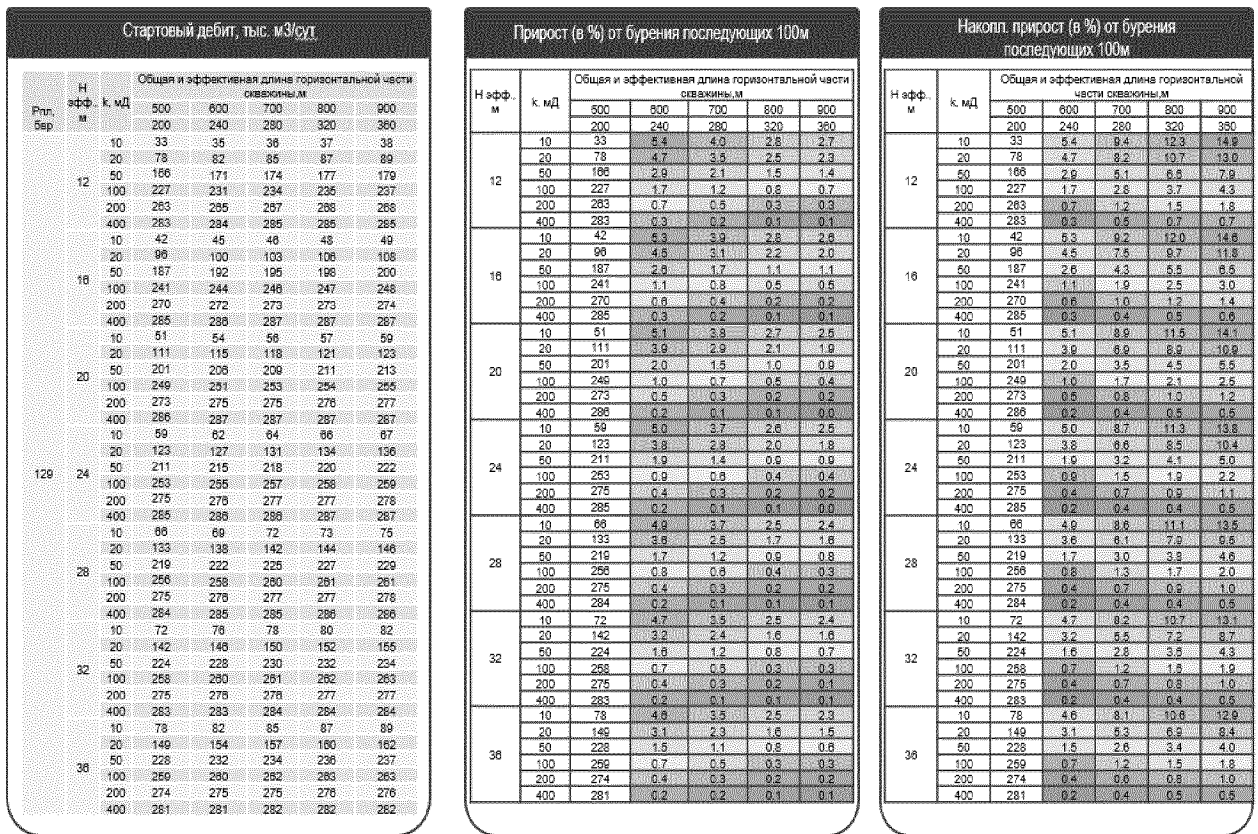 Стартовый дебит, тыс. м3/сут
Рпл, бар	Н эфф., м	k, мД	Общая и эффективная длина горизонтальной части скважины,м
500	600	700	800	900
200	240	280	320	360
129
12
10	33	35	36	37	38
20	78	82	85	87	89
50	166	171	174	177	179
100	227	231	234	235	237
200	263	265	267	268	268
400	283	284	285	285	285
16
10	42	45	46	48	49
20	96	100	103	106	108
50	187	192	195	198	200
100	241	244	246	247	248
200	270	272	273	273	274
400	285	286	287	287	287
20
10	51	54	56	57	59
20	111	115	118	121	123
50	201	206	209	211	213
100	249	251	253	254	255
200	273	275	275	276	277
400	286	287	287	287	287
24
10	59	62	64	66	67
20	123	127	131	134	136
50	211	215	218	220	222
100	253	255	257	258	259
200	275	276	277	277	278
400	285	286	286	287	287
28
10	66	69	72	73	75
20	133	138	142	144	146
50	219	222	225	227	229
100	256	258	260	261	261
200	275	276	277	277	278
400	284	285	285	286	286
32
10	72	76	78	80	82
20	142	146	150	152	155
50	224	228	230	232	234
100	258	260	261	262	263
200	275	276	276	277	277
400	283	283	284	284	284
36
10	78	82	85	87	89
20	149	154	157	160	162
50	228	232	234	236	237
100	259	260	262	263	263
200	274	275	275	276	276
400	281	281	282	282	282
Прирост (в %) от бурения последующих 100м
Н эфф., м	k, мД	Общая и эффективная длина горизонтальной части скважины,м
500	600	700	800	900
200	240	280	320	360
12
10	33	5.4	4.0	2.8	2.7
20	78	4.7	3.5	2.5	2.3
50	166	2.9	2.1	1.5	1.4
100	227	1.7	1.2	0.8	0.7
200	263	0.7	0.5	0.3	0.3
400	283	0.3	0.2	0.1	0.1
16
10	42	5.3	3.9	2.8	2.6
20	96	4.5	3.1	2.2	2.0
50	187	2.6	1.7	1.1	1.1
100	241	1.1	0.8	0.5	0.5
200	270	0.6	0.4	0.2	0.2
400	285	0.3	0.2	0.1	0.1
20
10	51	5.1	3.8	2.7	2.5
20	111	3.9	2.9	2.1	1.9
50	201	2.0	1.5	1.0	0.9
100	249	1.0	0.7	0.5	0.4
200	273	0.5	0.3	0.2	0.2
400	286	0.2	0.1	0.1	0.0
24
10	59	5.0	3.7	2.6	2.5
20	123	3.8	2.8	2.0	1.8
50	211	1.9	1.4	0.9	0.9
100	253	0.9	0.6	0.4	0.4
200	275	0.4	0.3	0.2	0.2
400	285	0.2	0.1	0.1	0.0
28
10	66	4.9	3.7	2.5	2.4
20	133	3.6	2.5	1.7	1.6
50	219	1.7	1.2	0.9	0.8
100	256	0.8	0.6	0.4	0.3
200	275	0.4	0.3	0.2	0.2
400	284	0.2	0.1	0.1	0.1
32
10	72	4.7	3.5	2.5	2.4
20	142	3.2	2.4	1.6	1.6
50	224	1.6	1.2	0.8	0.7
100	258	0.7	0.5	0.3	0.3
200	275	0.4	0.3	0.2	0.1
400	283	0.2	0.1	0.1	0.1
36
10	78	4.6	3.5	2.5	2.3
20	149	3.1	2.3	1.6	1.5
50	228	1.5	1.1	0.8	0.6
100	259	0.7	0.5	0.3	0.3
200	274	0.4	0.3	0.2	0.2
400	281	0.2	0.2	0.1	0.1
Накопл. прирост (в %) от бурения
последующих 100м
Н эфф., м	k, мД	Общая и эффективная длина горизонтальной части скважины,м
500	600	700	800	900
200	240	280	320	360
12
10	33	5.4	9.4	12.3	14.9
20	78	4.7	8.2	10.7	13.0
50	166	2.9	5.1	6.6	7.9
100	227	1.7	2.8	3.7	4.3
200	263	0.7	1.2	1.5	1.8
400	283	0.3	0.5	0.7	0.7
16
10	42	5.3	9.2	12.0	14.6
20	96	4.5	7.5	9.7	11.8
50	187	2.6	4.3	5.5	6.5
100	241	1.1	1.9	2.5	3.0
200	270	0.6	1.0	1.2	1.4
400	285	0.3	0.4	0.5	0.6
20
10	51	5.1	8.9	11.5	14.1
20	111	3.9	6.9	8.9	10.9
50	201	2.0	3.5	4.5	5.5
100	249	1.0	1.7	2.1	2.5
200	273	0.5	0.8	1.0	1.2
400	286	0.2	0.4	0.5	0.5
24
10	59	5.0	8.7	11.3	13.8
20	123	3.8	6.6	8.5	10.4
50	211	1.9	3.2	4.1	5.0
100	253	0.9	1.5	1.9	2.2
200	275	0.4	0.7	0.9	1.1
400	285	0.2	0.4	0.4	0.5
28
10	66	4.9	8.6	11.1	13.5
20	133	3.6	6.1	7.9	9.5
50	219	1.7	3.0	3.8	4.6
100	256	0.8	1.3	1.7	2.0
200	275	0.4	0.7	0.9	1.0
400	284	0.2	0.4	0.4	0.5
32
10	72	4.7	8.2	10.7	13.1
20	142	3.2	5.5	7.2	8.7
50	224	1.6	2.8	3.6	4.3
100	258	0.7	1.2	1.6	1.9
200	275	0.4	0.7	0.8	1.0
400	283	0.2	0.4	0.4	0.5
36
10	78	4.6	8.1	10.6	12.9
20	149	3.1	5.3	6.9	8.4
50	228	1.5	2.6	3.4	4.0
100	259	0.7	1.2	1.5	1.8
200	274	0.4	0.6	0.8	1.0
400	281	0.2	0.4	0.5	0.5